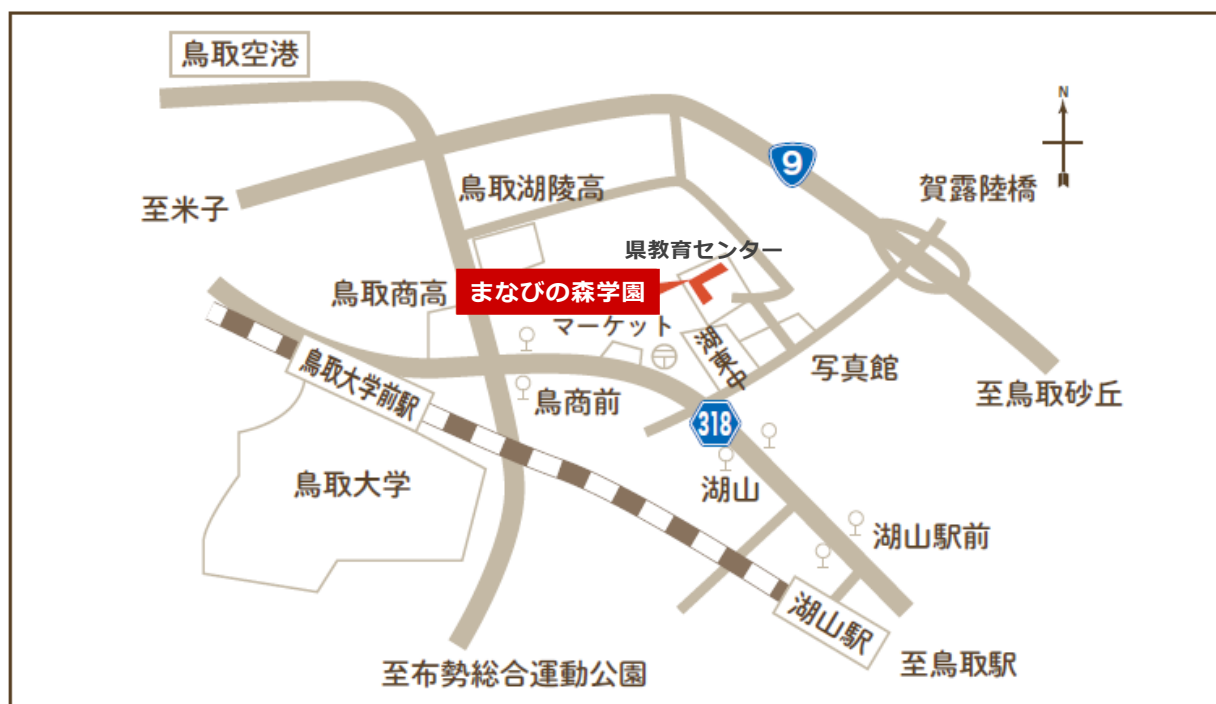 鳥取空港
N
9
賀露陸橋
至米子
鳥取湖陵高
県教育センター
鳥取商高
まなびの森学園
マーケット
湖東中
写真館
鳥取大学前駅
鳥商前
至鳥取砂丘
318
鳥取大学
湖山
湖山駅前
湖山駅
至鳥取駅
至布勢総合運動公園